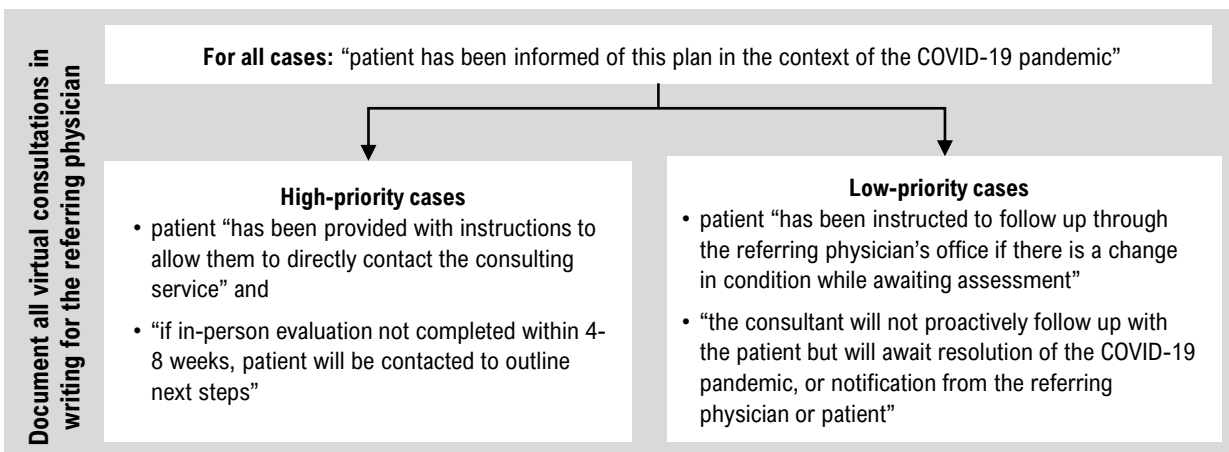 Document all virtual consultations in
writing for the referring physician
For all cases: “patient has been informed of this plan in the context of the COVID-19 pandemic”
High-priority cases
• patient “has been provided with instructions to
allow them to directly contact the consulting
service” and
• “if in-person evaluation not completed within 4-
8 weeks, patient will be contacted to outline
next steps”
Low-priority cases
• patient “has been instructed to follow up through
the referring physician’s office if there is a change
in condition while awaiting assessment”
• “the consultant will not proactively follow up with
the patient but will await resolution of the COVID-19
pandemic, or notification from the referring
physician or patient”